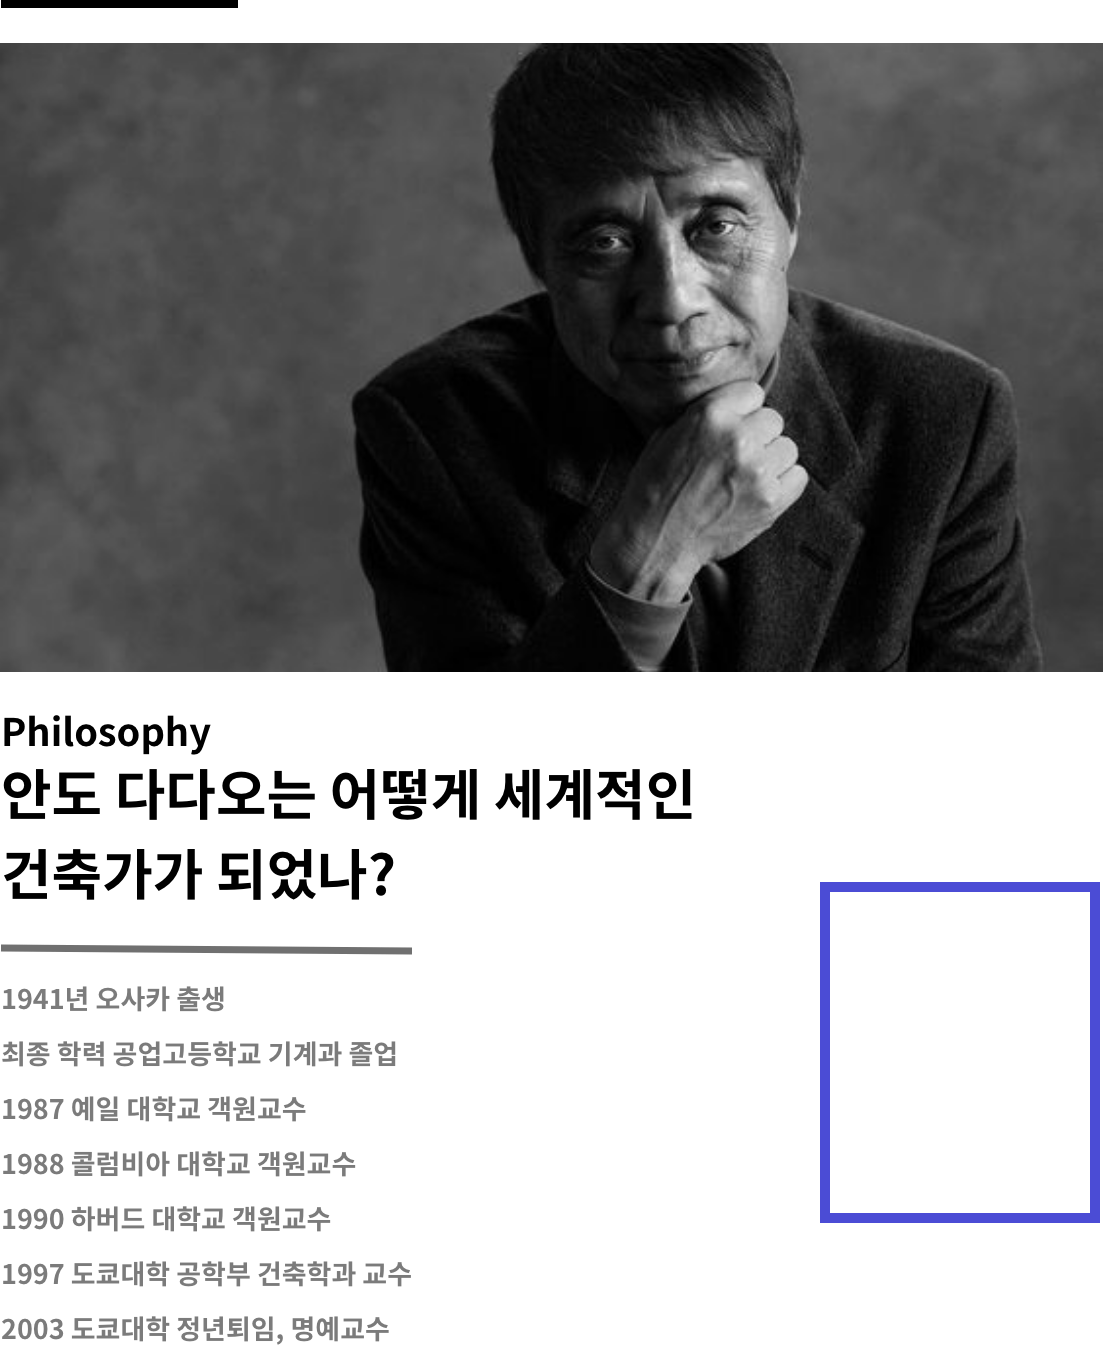 Philosophy
안도 다다오는 어떻게 세계적인
건축가가 되었나?
1941년 오사카 출생
최종 학력 공업고등학교 기계과 졸업
1987 예일 대학교 객원교수
1988 콜럼비아 대학교 객원교수
1990 하버드 대학교 객원교수
1997 도쿄대학 공학부 건축학과 교수
2003 도쿄대학 정년퇴임, 명예교수